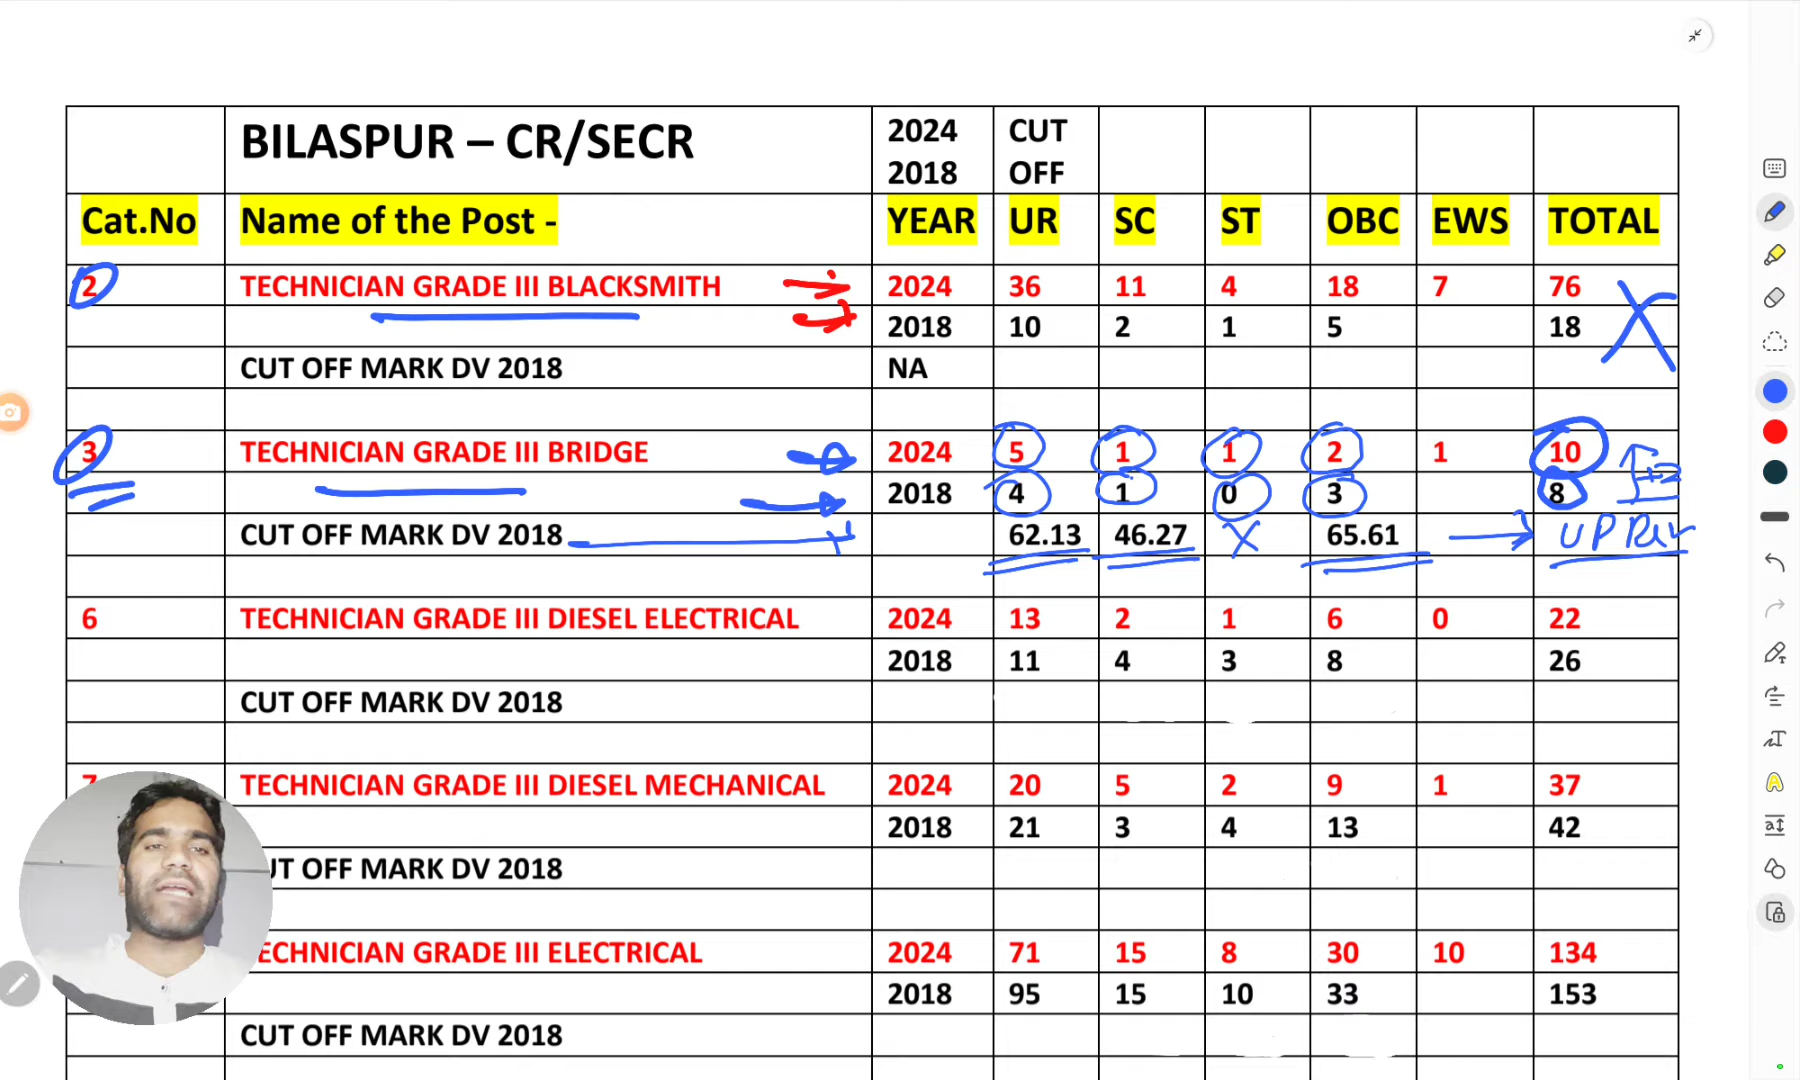 BILASPUR – CR/SECR 2024 2018 CUT OFF
Cat.No Name of the Post - YEAR UR SC ST OBC EWS TOTAL
2 TECHNICIAN GRADE III BLACKSMITH 2024 36 11 4 18 7 76
2018 10 2 1 5 18
CUT OFF MARK DV 2018 NA
3 TECHNICIAN GRADE III BRIDGE 2024 5 1 1 2 1 10
2018 4 1 0 3 8 +2
CUT OFF MARK DV 2018 62.13 46.27 X 65.61 UP
6 TECHNICIAN GRADE III DIESEL ELECTRICAL 2024 13 2 1 6 0 22
2018 11 4 3 8 26
CUT OFF MARK DV 2018
7 TECHNICIAN GRADE III DIESEL MECHANICAL 2024 20 5 2 9 1 37
2018 21 3 4 13 42
CUT OFF MARK DV 2018
TECHNICIAN GRADE III ELECTRICAL 2024 71 15 8 30 10 134
2018 95 15 10 33 153
CUT OFF MARK DV 2018